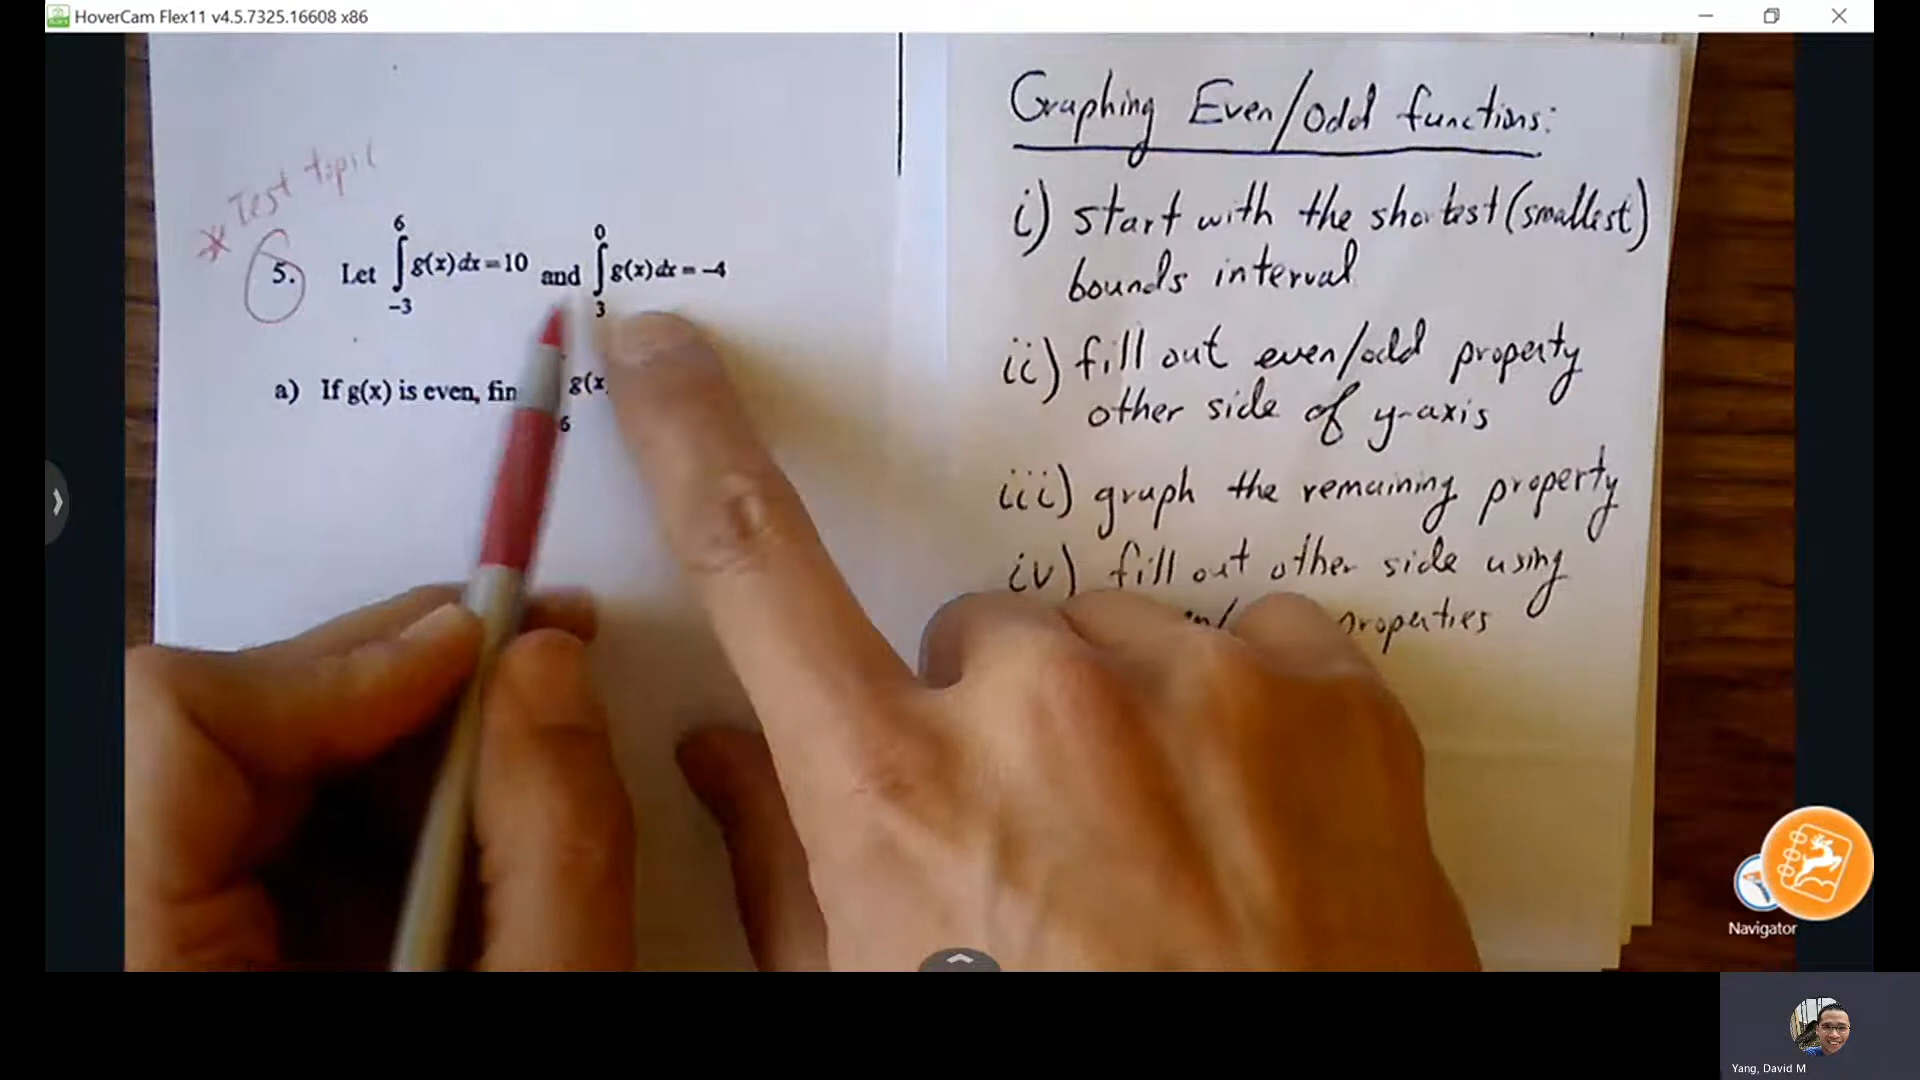 HoverCam Flex11 v4.5.7325.16608 x86
* Test topic
5. Let ∫_{-3}^{6} g(x) dx = 10 and ∫_{3}^{0} g(x) dx = -4
a) If g(x) is even, g(x
6
Graphing Even/Odd functions:
i) start with the shortest (smallest)
bounds interval
ii) fill out even/odd property
other side of y-axis
iii) graph the remaining property
iv) fill out other side using
properties
Navigator
Yang, David M